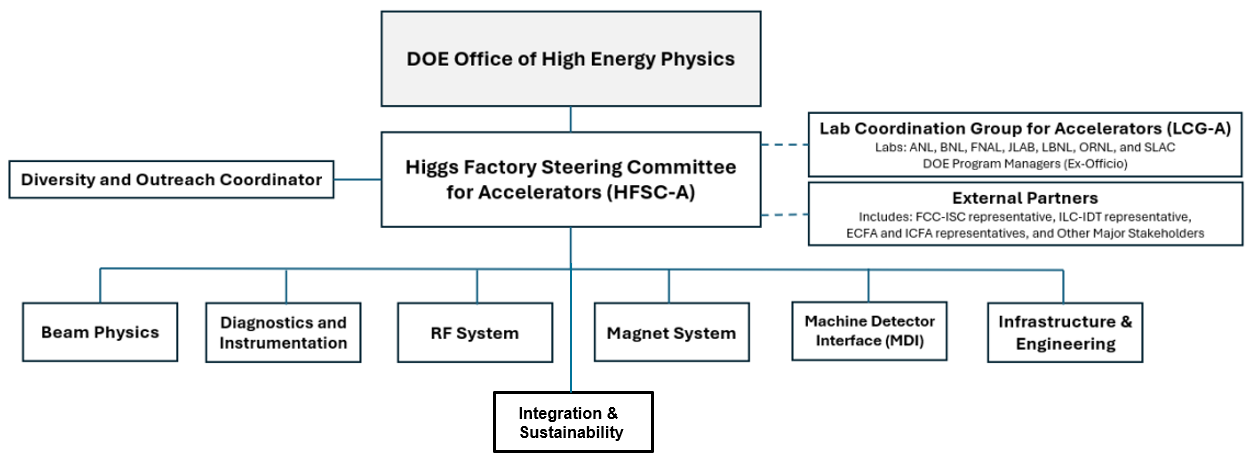 DOE Office of High Energy Physics
Lab Coordination Group for Accelerators (LCG-A)
Labs: ANL, BNL, FNAL, JLAB, LBNL, ORNL, and SLAC
DOE Program Managers (Ex-Officio)
Higgs Factory Steering Committee
for Accelerators (HFSC-A)
Diversity and Outreach Coordinator
External Partners
Includes: FCC-ISC representative, ILC-IDT representative,
ECFA and ICFA representatives, and Other Major Stakeholders
Beam Physics
Diagnostics and
Instrumentation
RF System
Magnet System
Machine Detector
Interface (MDI)
Infrastructure &
Engineering
Integration &
Sustainability